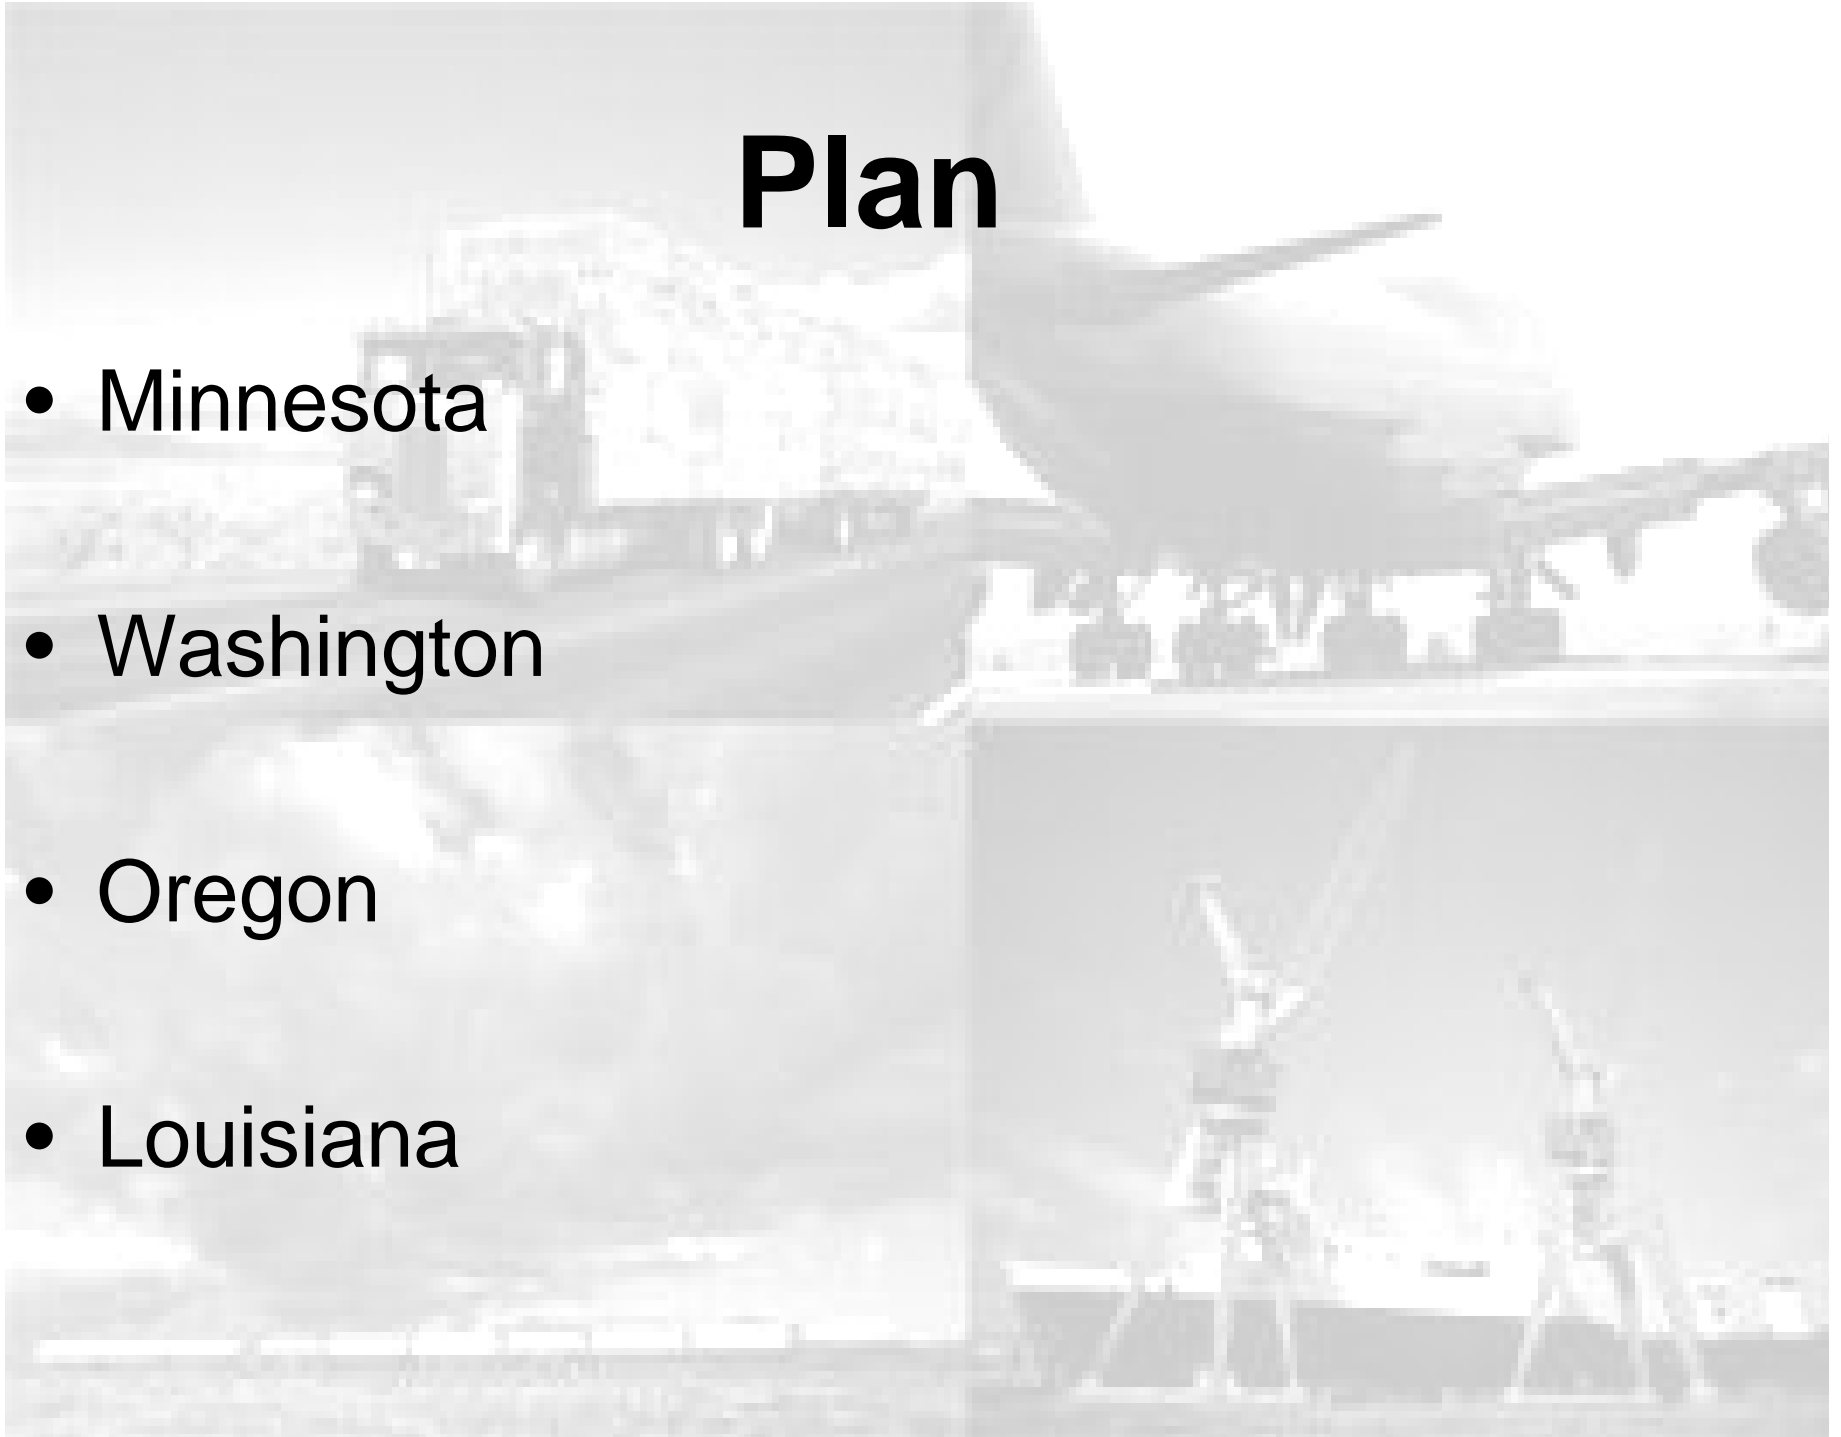 Plan
• Minnesota
• Washington
• Oregon
• Louisiana